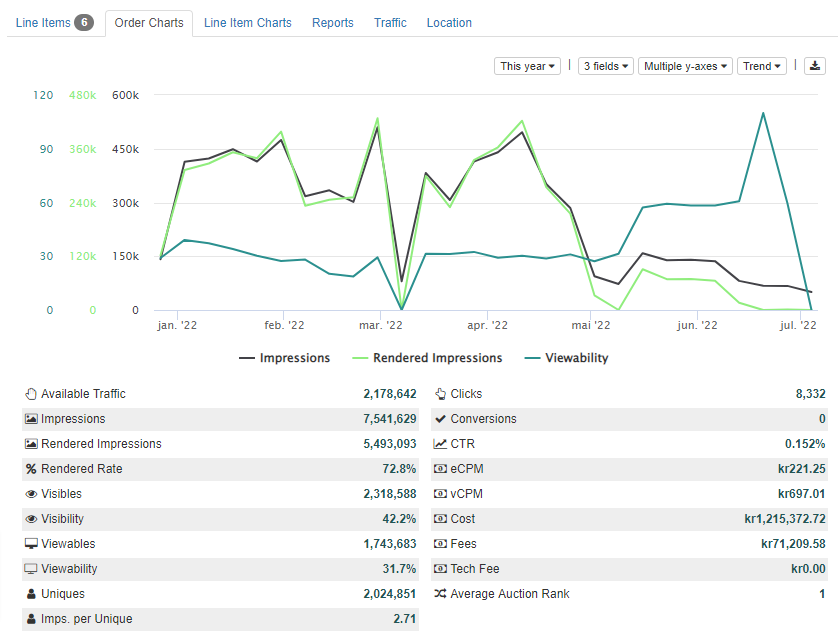 Line Items 6 Order Charts Line Item Charts Reports Traffic Location
This year | 3 fields Multiple y-axes Trend |
120 480k 600k
90 360k 450k
60 240k 300k
30 120k 150k
0 0 0
jan. '22 feb. '22 mar. '22 apr. '22 mai '22 jun. '22 jul. '22
Impressions Rendered Impressions Viewability
Available Traffic 2,178,642
Impressions 7,541,629
Rendered Impressions 5,493,093
Rendered Rate 72.8%
Visibles 2,318,588
Visibility 42.2%
Viewables 1,743,683
Viewability 31.7%
Uniques 2,024,851
Imps. per Unique 2.71
Clicks 8,332
Conversions 0
CTR 0.152%
eCPM kr221.25
vCPM kr697.01
Cost kr1,215,372.72
Fees kr71,209.58
Tech Fee kr0.00
Average Auction Rank 1